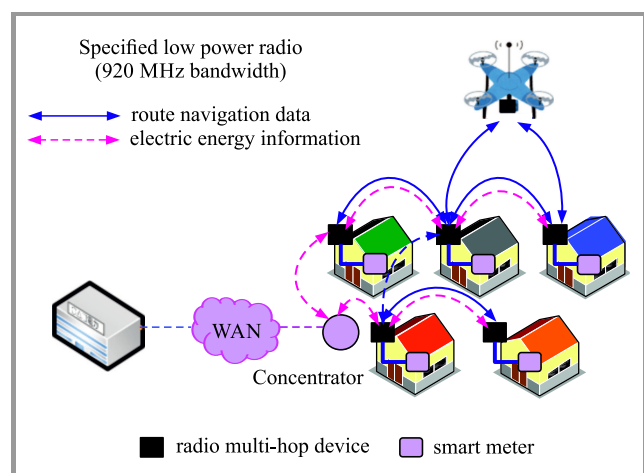 Specified low power radio
(920 MHz bandwidth)
route navigation data
electric energy information
WAN
Concentrator
radio multi-hop device
smart meter